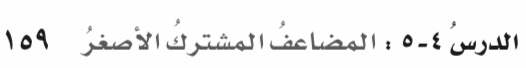 الدرسُ ٤-٥ : المضاعفُ المشتركُ الأصغرُ ١٥٩